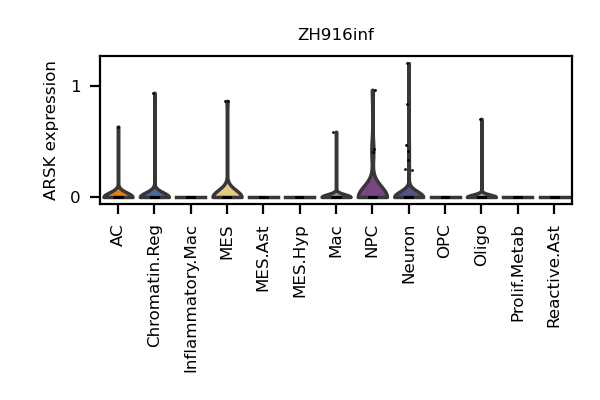 ZH916inf
ARSK expression
1
0
AC
Chromatin.Reg
Inflammatory.Mac
MES
MES.Ast
MES.Hyp
Mac
NPC
Neuron
OPC
Oligo
Prolif.Metab
Reactive.Ast